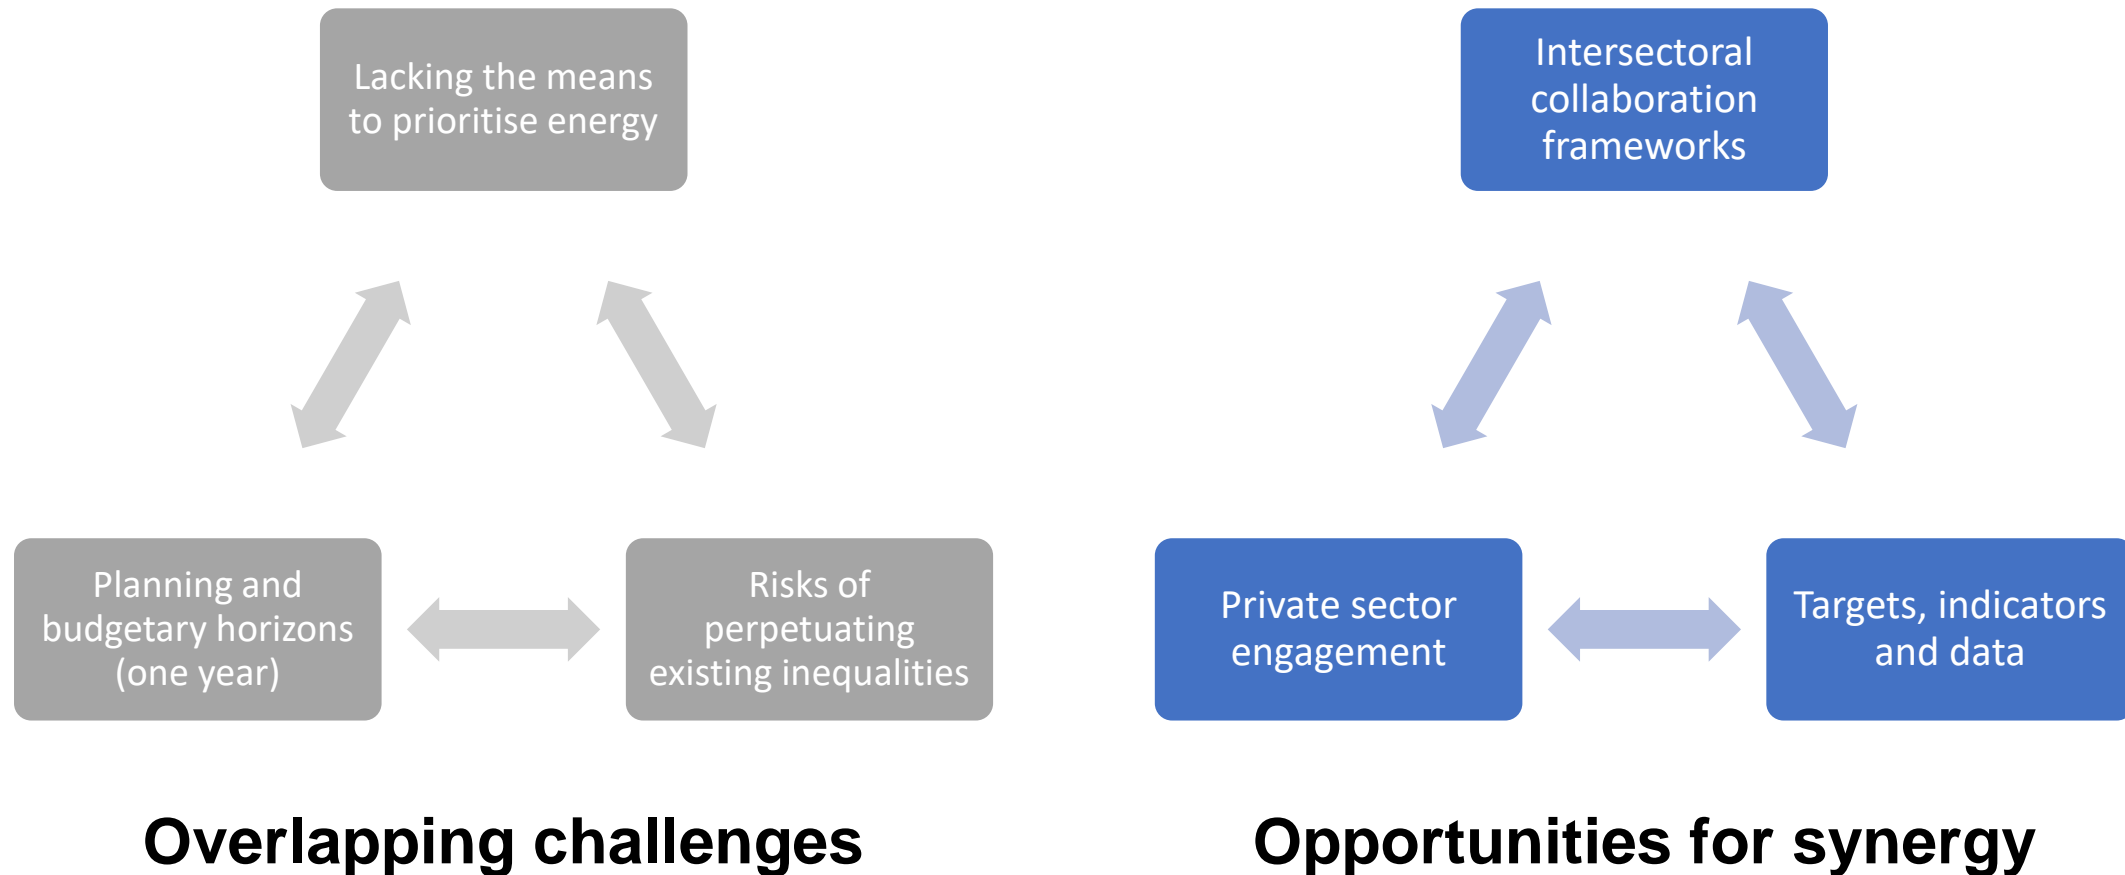 Lacking the means
to prioritise energy
Planning and
budgetary horizons
(one year)
Risks of
perpetuating
existing inequalities
Overlapping challenges
Intersectoral
collaboration
frameworks
Private sector
engagement
Targets, indicators
and data
Opportunities for synergy